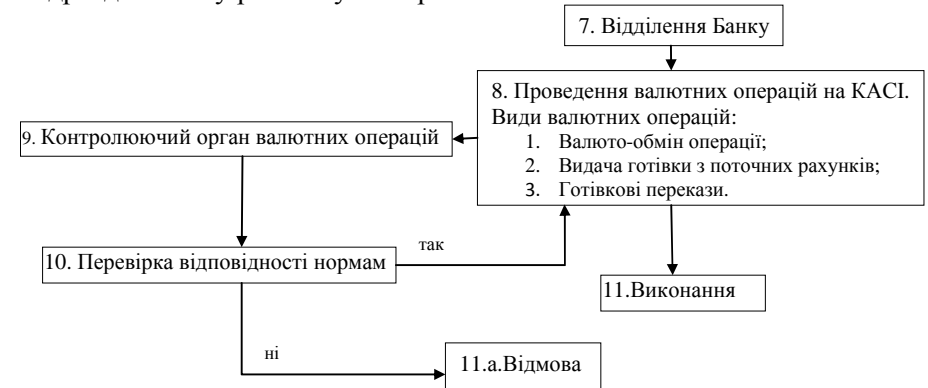 7. Відділення Банку
8. Проведення валютних операцій на КАСІ.
Види валютних операцій:
1. Валюто-обмін операції;
2. Видача готівки з поточних рахунків;
3. Готівкові перекази.
9. Контролюючий орган валютних операцій
10. Перевірка відповідності нормам
так
11.Виконання
ні
11.а.Відмова